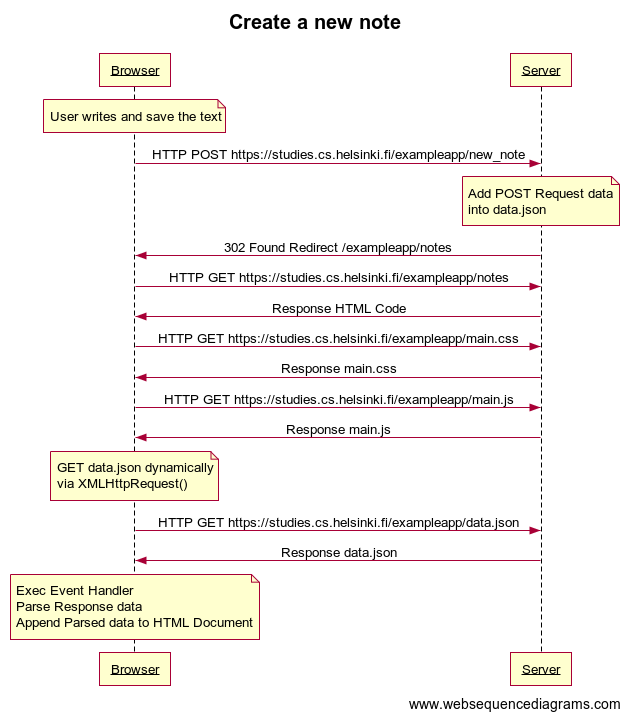 Create a new note
Browser
Server
User writes and save the text
HTTP POST https://studies.cs.helsinki.fi/exampleapp/new_note
Add POST Request data
into data.json
302 Found Redirect /exampleapp/notes
HTTP GET https://studies.cs.helsinki.fi/exampleapp/notes
Response HTML Code
HTTP GET https://studies.cs.helsinki.fi/exampleapp/main.css
Response main.css
HTTP GET https://studies.cs.helsinki.fi/exampleapp/main.js
Response main.js
GET data.json dynamically
via XMLHttpRequest()
HTTP GET https://studies.cs.helsinki.fi/exampleapp/data.json
Response data.json
Exec Event Handler
Parse Response data
Append Parsed data to HTML Document
Browser
Server
www.websequencediagrams.com